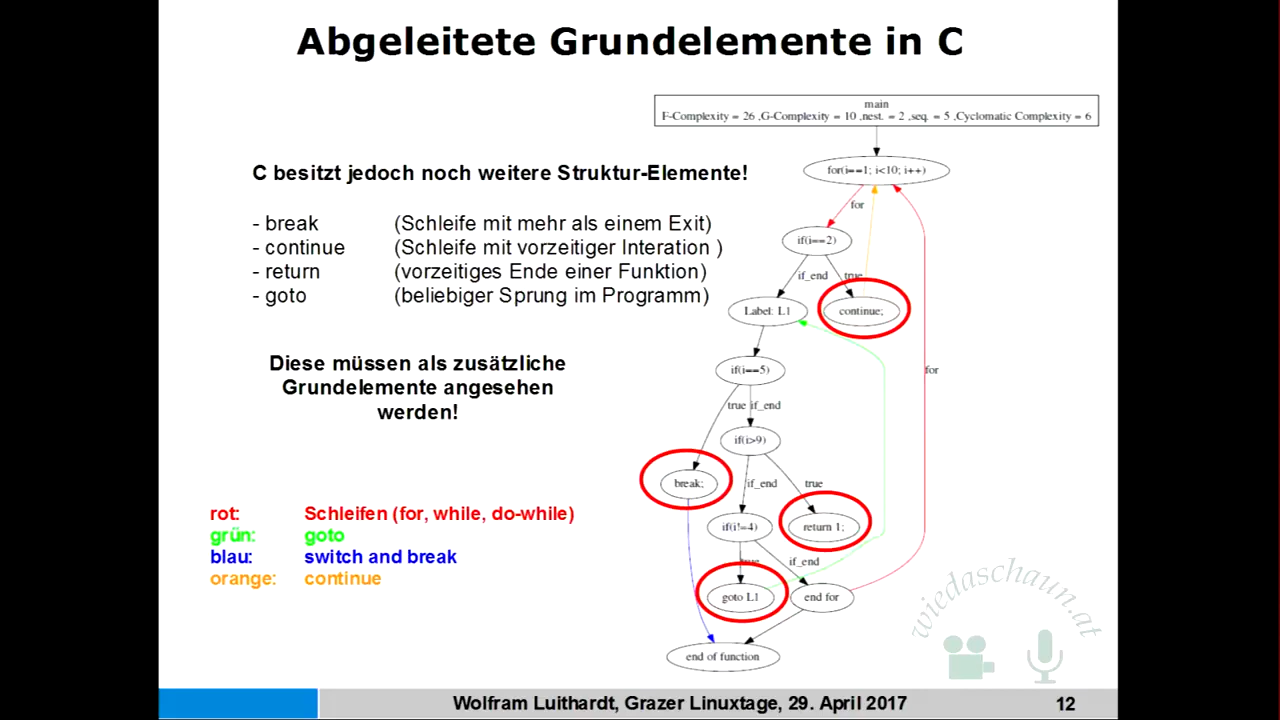 Abgeleitete Grundelemente in C
main
F-Complexity = 26 ,G-Complexity = 10 ,nest. = 2 ,seq. = 5 ,Cyclomatic Complexity = 6
C besitzt jedoch noch weitere Struktur-Elemente!
- break (Schleife mit mehr als einem Exit)
- continue (Schleife mit vorzeitiger Interation )
- return (vorzeitiges Ende einer Funktion)
- goto (beliebiger Sprung im Programm)
Diese müssen als zusätzliche
Grundelemente angesehen
werden!
rot: Schleifen (for, while, do-while)
grün: goto
blau: switch and break
orange: continue
for(i==1; i<10; i++)
for
if(i==2)
if_end
true
Label: L1
continue;
if(i==5)
for
true
if_end
if(i>9)
break;
if_end
true
if(i!=4)
return 1;
true
if_end
goto L1
end for
end of function
wiedaschaun.at
Wolfram Luithardt, Grazer Linuxtage, 29. April 2017
12